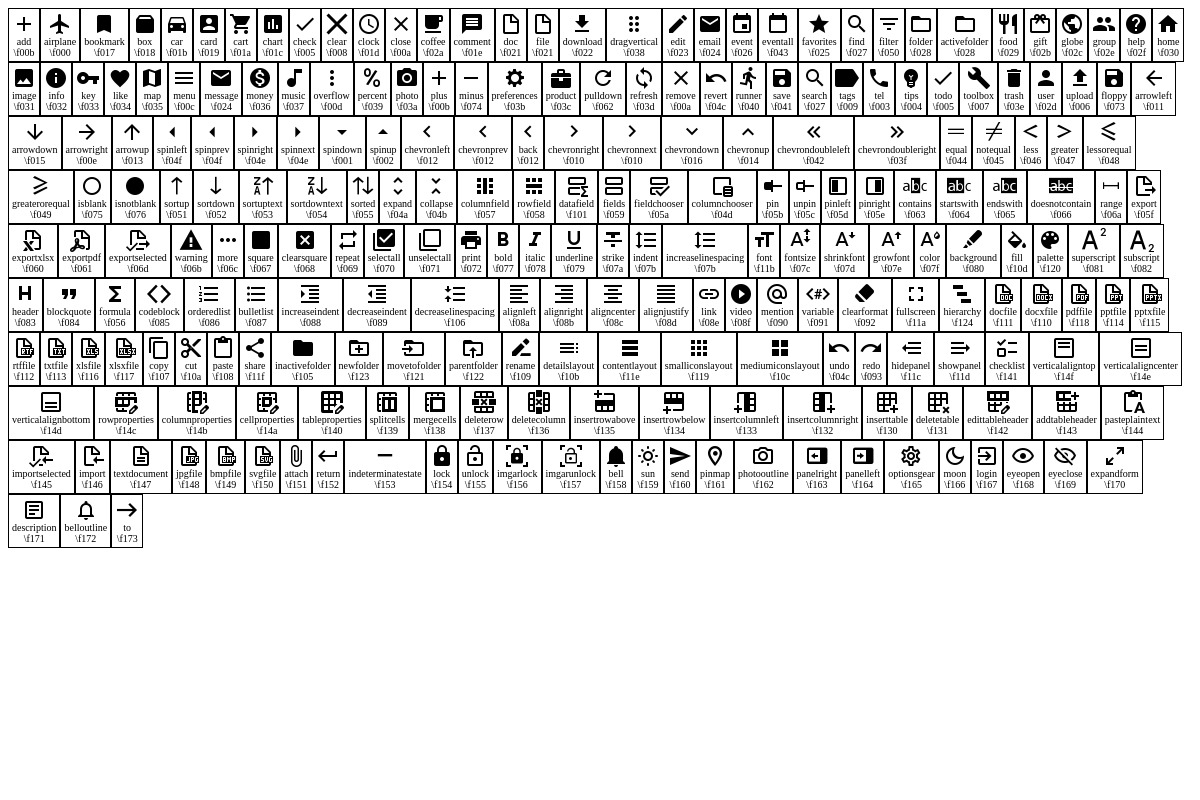 add airplane bookmark box car card cart chart check clear clock close coffee comment doc file download dragvertical edit email event eventall favorites find filter folder activefolder food gift globe group help home
\f00b \f000 \f017 \f018 \f01b \f019 \f01a \f01c \f005 \f008 \f01d \f00a \f02a \f01e \f021 \f021 \f022 \f038 \f023 \f024 \f026 \f043 \f025 \f027 \f050 \f028 \f028 \f029 \f02b \f02c \f02e \f02f \f030
image info key like map menu message money music overflow percent photo plus minus preferences product pulldown refresh remove revert runner save search tags tel tips todo toolbox trash user upload floppy arrowleft
\f031 \f032 \f033 \f034 \f035 \f00c \f024 \f036 \f037 \f00d \f039 \f03a \f00b \f074 \f03b \f03c \f062 \f03d \f00a \f04c \f040 \f041 \f027 \f009 \f003 \f004 \f005 \f007 \f03e \f02d \f006 \f073 \f011
arrowdown arrowright arrowup spinleft spinprev spinright spinnext spindown spinup chevronleft chevronprev back chevronright chevronnext chevrondown chevronup chevrondoubleleft chevrondoubleright equal notequal less greater lessorequal
\f015 \f00e \f013 \f04f \f04f \f04e \f04e \f001 \f002 \f012 \f012 \f012 \f010 \f010 \f016 \f014 \f042 \f03f \f044 \f045 \f046 \f047 \f048
greaterorequal isblank isnotblank sortup sortdown sortuptext sortdowntext sorted expand collapse columnfield rowfield datafield fields fieldchooser columnchooser pin unpin pinleft pinright contains startswith endswith doesnotcontain range export
\f049 \f075 \f076 \f051 \f052 \f053 \f054 \f055 \f04a \f04b \f057 \f058 \f101 \f059 \f05a \f04d \f05b \f05c \f05d \f05e \f063 \f064 \f065 \f066 \f06a \f05f
exportxlsx exportpdf exportselected warning more square clearsquare repeat selectall unselectall print bold italic underline strike indent increaselinespacing font fontsize shrinkfont growfont color background fill palette superscript subscript
\f060 \f061 \f06d \f06b \f06c \f067 \f068 \f069 \f070 \f071 \f072 \f077 \f078 \f079 \f07a \f07b \f07b \f11b \f07c \f07d \f07e \f07f \f080 \f10d \f120 \f081 \f082
header blockquote formula codeblock orderedlist bulletlist increaseindent decreaseindent decreaselinespacing alignleft alignright aligncenter alignjustify link video mention variable clearformat fullscreen hierarchy docfile docxfile pdffile pptfile pptxfile
\f083 \f084 \f056 \f085 \f086 \f087 \f088 \f089 \f106 \f08a \f08b \f08c \f08d \f08e \f08f \f090 \f091 \f092 \f11a \f124 \f111 \f110 \f118 \f114 \f115
rtffile txtfile xlsfile xlsxfile copy cut paste share inactivefolder newfolder movetofolder parentfolder rename detailslayout contentlayout smalliconslayout mediumiconslayout undo redo hidepanel showpanel checklist verticalaligntop verticalaligncenter
\f112 \f113 \f116 \f117 \f107 \f10a \f108 \f11f \f105 \f123 \f121 \f122 \f109 \f10b \f11e \f119 \f10c \f04c \f093 \f11c \f11d \f141 \f14f \f14e
verticalalignbottom rowproperties columnproperties cellproperties tableproperties splitcells mergecells deleterow deletecolumn insertrowabove insertrowbelow insertcolumnleft insertcolumnright inserttable deletetable edittableheader addtableheader pasteplaintext
\f14d \f14c \f14b \f14a \f140 \f139 \f138 \f137 \f136 \f135 \f134 \f133 \f132 \f130 \f131 \f142 \f143 \f144
importselected import textdocument jpgfile bmpfile svgfile attach return indeterminatestate lock unlock imgarlock imgarunlock bell sun send pinmap photooutline panelright panelleft optionsgear moon login eyeopen eyeclose expandform
\f145 \f146 \f147 \f148 \f149 \f150 \f151 \f152 \f153 \f154 \f155 \f156 \f157 \f158 \f159 \f160 \f161 \f162 \f163 \f164 \f165 \f166 \f167 \f168 \f169 \f170
description belloutline to
\f171 \f172 \f173